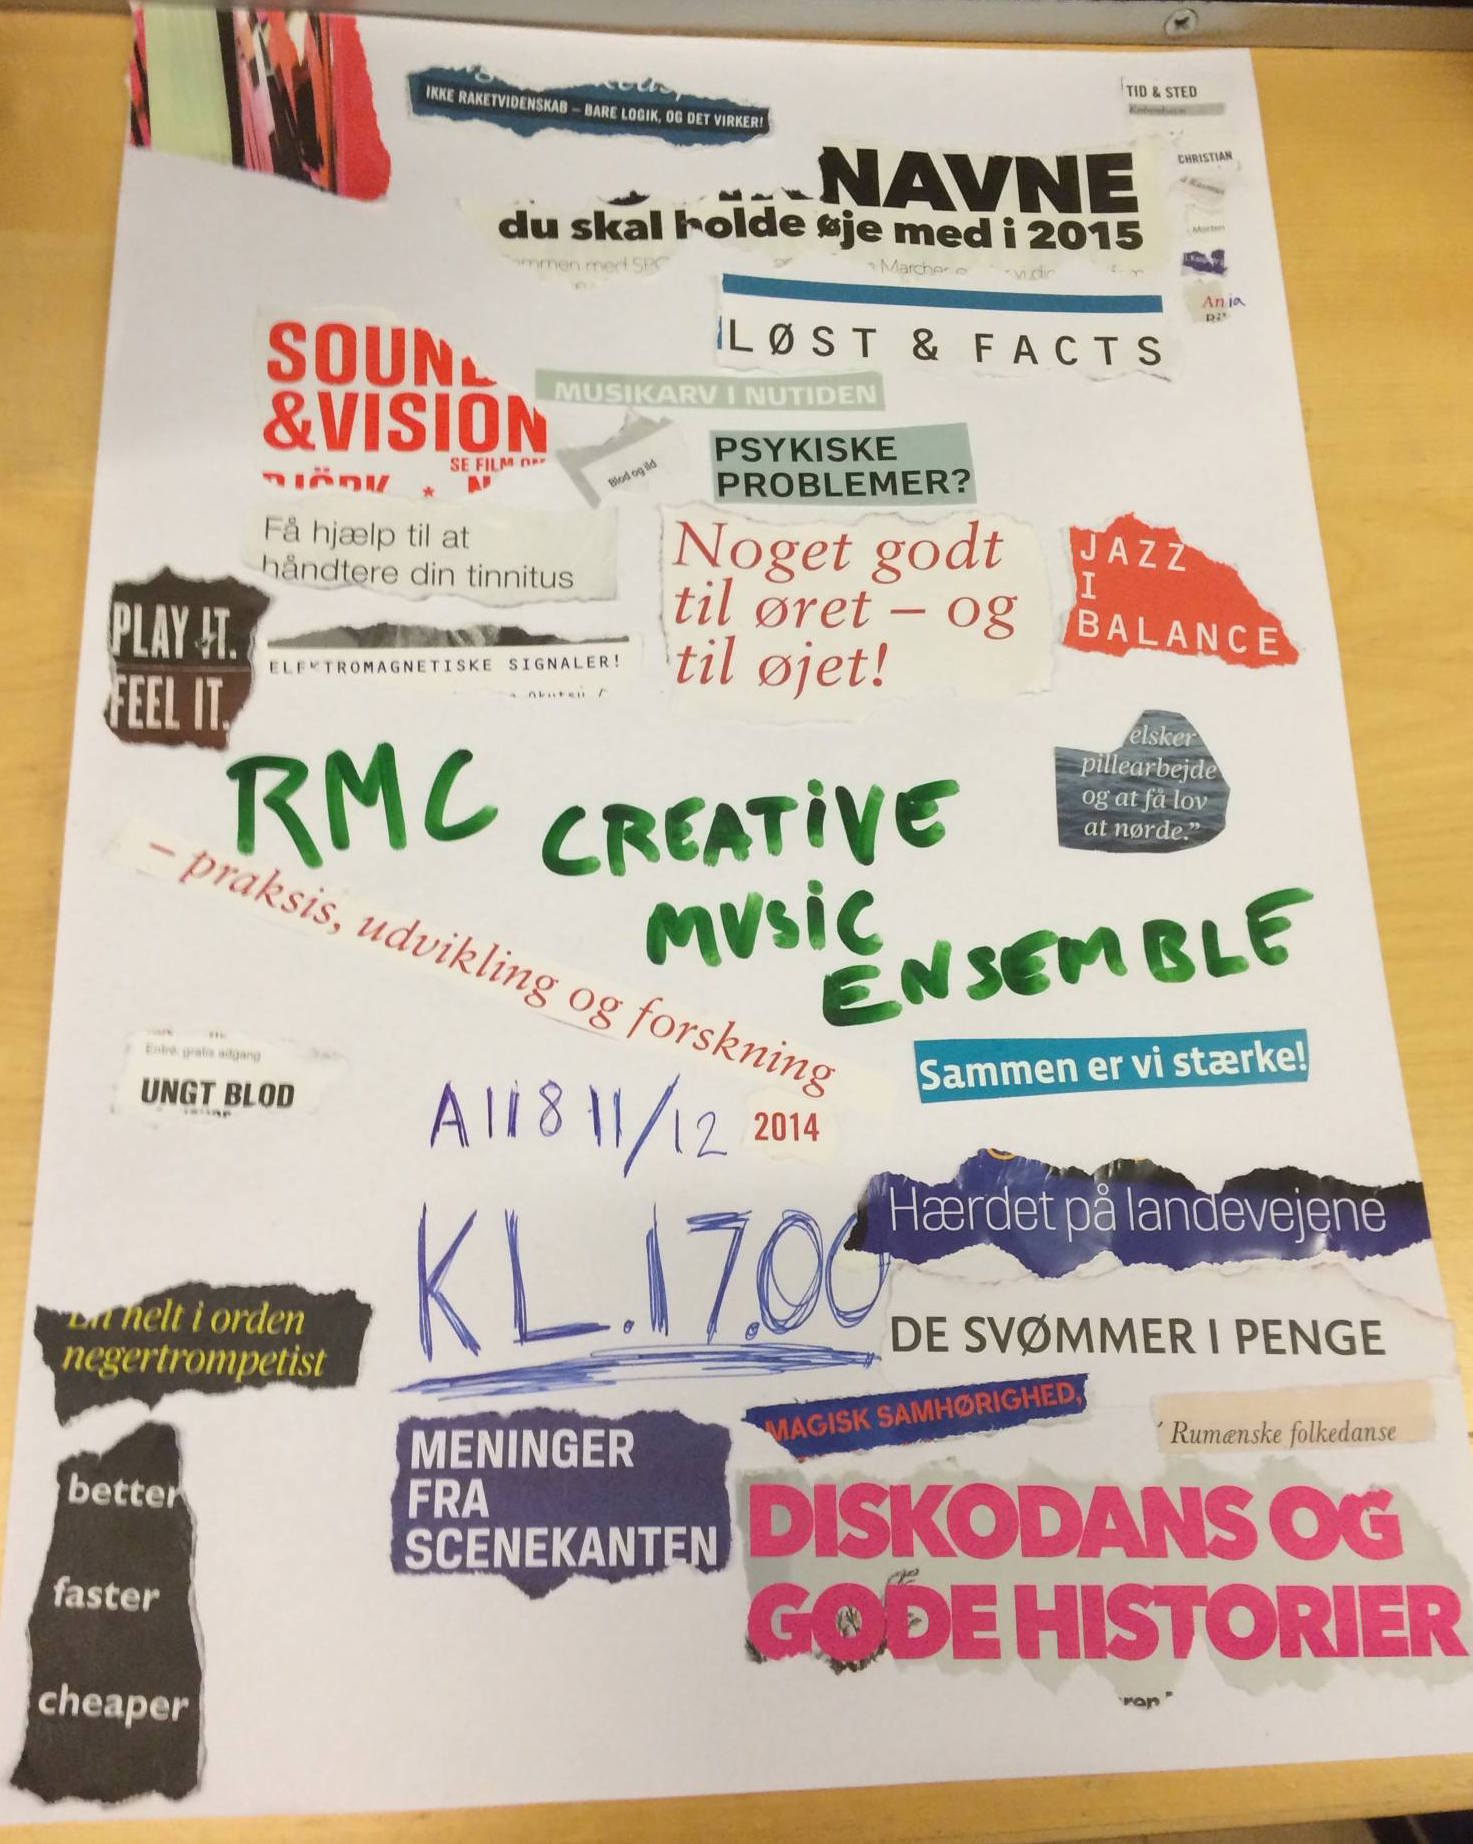 IKKE RAKETVIDENSKAB – BARE LOGIK, OG DET VIRKER!
TID & STED
København
CHRISTIAN
NAVNE
du skal holde øje med i 2015
Morten
Anja
LØST & FACTS
SOUND
&VISION
SE FILM OM
BJÖRK * N
MUSIKARV I NUTIDEN
Blod og ild
PSYKISKE
PROBLEMER?
Få hjælp til at
håndtere din tinnitus
Noget godt
til øret – og
til øjet!
JAZZ
I
BALANCE
PLAY IT.
FEEL IT.
ELEKTROMAGNETISKE SIGNALER!
elsker
pillearbejde
og at få lov
at nørde.”
RMC CREATIVE
MUSIC
ENSEMBLE
– praksis, udvikling og forskning
Sammen er vi stærke!
Entré: gratis adgang
UNGT BLOD
A118 11/12 2014
KL.17.00
Hærdet på landevejene
DE SVØMMER I PENGE
En helt i orden
negertrompetist
MAGISK SAMHØRIGHED,
Rumænske folkedanse
MENINGER
FRA
SCENEKANTEN
DISKODANS OG
GODE HISTORIER
better
faster
cheaper